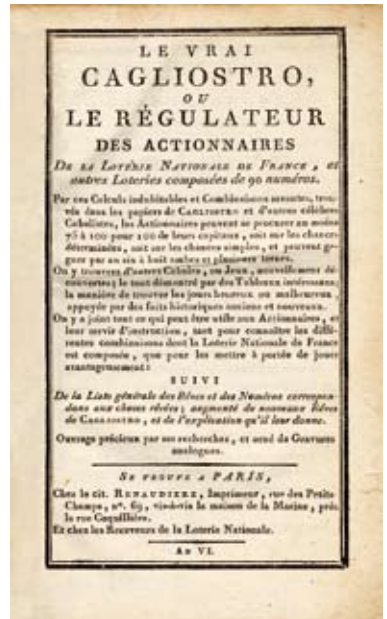 LE VRAI
CAGLIOSTRO,
OU
LE RÉGULATEUR
DES ACTIONNAIRES
DE LA LOTERIE NATIONALE DE FRANCE, et
autres Loteries composées de 90 numéros.
Par ces Calculs indubitables et Combinaisons savantes, trou-
vés dans les papiers de CAGLIOSTRO et d'autres célèbres
Cabalistes, les Actionnaires peuvent se procurer au moins
75 à 100 pour 100 de leurs capitaux, soit sur les chances
déterminées, soit sur les chances simples, et peuvent ga-
gner par an six à huit ambes et plusieurs ternes.
On y trouvera d'autres Cabales, ou Jeux, nouvellement dé-
couvertes; le tout démontré par des Tableaux intéressans;
la manière de trouver les jours heureux ou malheureux,
appuyée par des faits historiques anciens et nouveaux.
On y a joint tout ce qui peut être utile aux Actionnaires, et
leur servir d'instruction, tant pour connaître les diffé-
rentes combinaisons dont la Loterie Nationale de France
est composée, que pour les mettre à portée de jouer
avantageusement:
SUIVI
De la Liste générale des Rêves et des Numéros correspon-
dans aux choses rêvées; augmenté de nouveaux Rêves
de CAGLIOSTRO, et de l'explication qu'il leur donne.
Ouvrage précieux par ses recherches, et orné de Gravures
analogues.
SE TROUVE A PARIS,
Chez le cit. RENAUDIERE, Imprimeur, rue des Petits
Champs, nº. 69, vis-à-vis la maison de la Marine, près
la rue Coquillière.
Et chez les Receveurs de la Loterie Nationale.
AN VI.